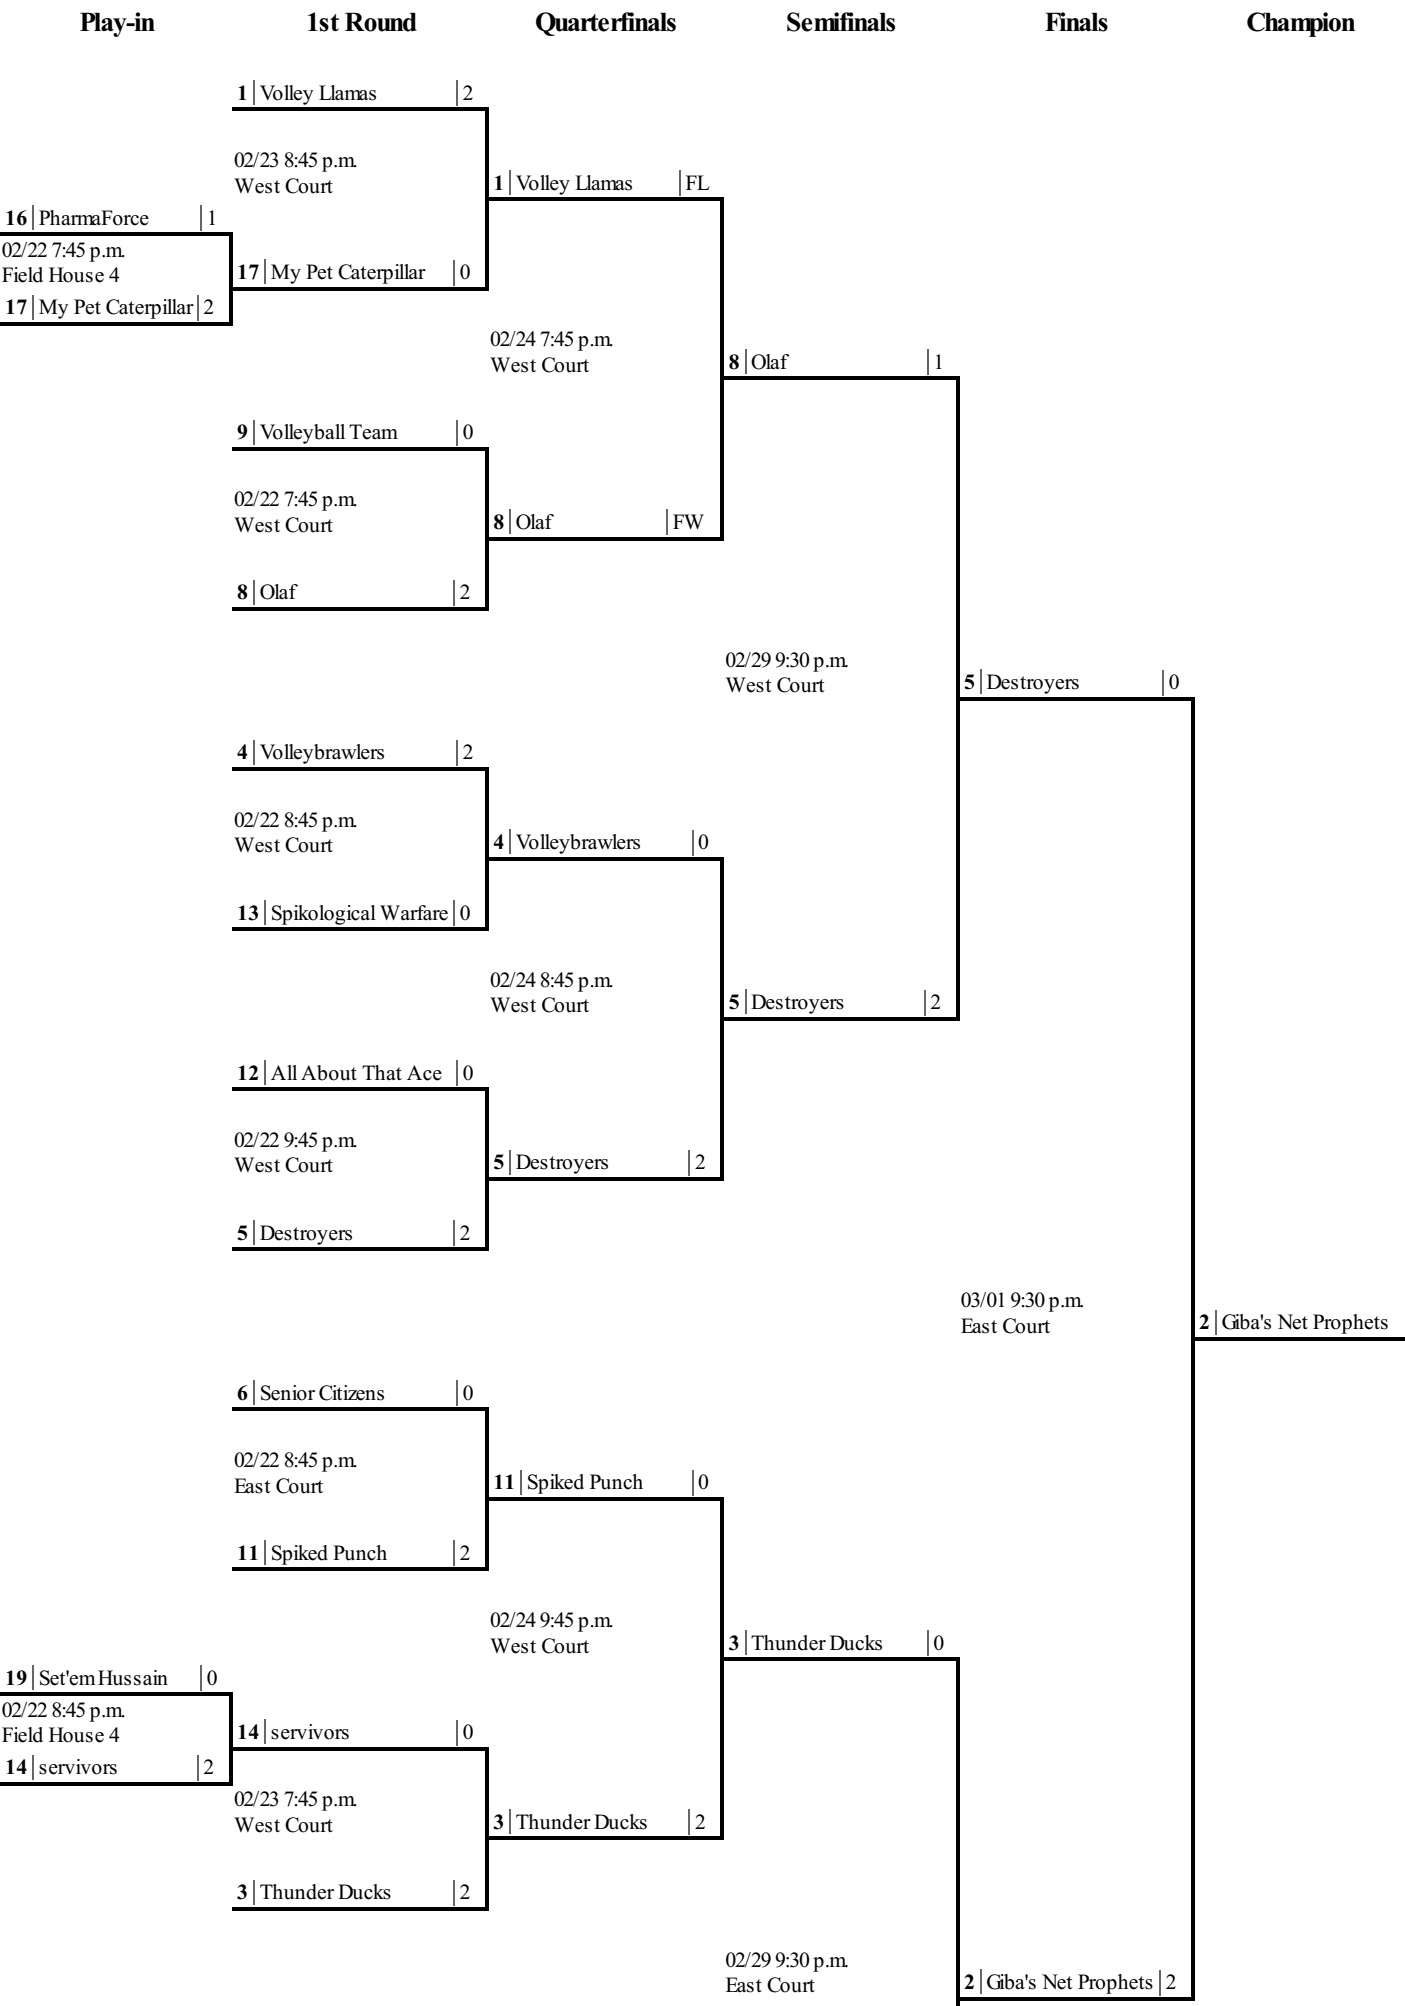 Play-in 1st Round Quarterfinals Semifinals Finals Champion
1 Volley Llamas 2
02/23 8:45 p.m.
West Court
1 Volley Llamas FL
16 PharmaForce 1
02/22 7:45 p.m.
Field House 4
17 My Pet Caterpillar 0
17 My Pet Caterpillar 2
02/24 7:45 p.m.
West Court
8 Olaf 1
9 Volleyball Team 0
02/22 7:45 p.m.
West Court
8 Olaf FW
8 Olaf 2
02/29 9:30 p.m.
West Court
5 Destroyers 0
4 Volleybrawlers 2
02/22 8:45 p.m.
West Court
4 Volleybrawlers 0
13 Spikological Warfare 0
02/24 8:45 p.m.
West Court
5 Destroyers 2
12 All About That Ace 0
02/22 9:45 p.m.
West Court
5 Destroyers 2
5 Destroyers 2
03/01 9:30 p.m.
East Court
2 Giba's Net Prophets
6 Senior Citizens 0
02/22 8:45 p.m.
East Court
11 Spiked Punch 0
11 Spiked Punch 2
02/24 9:45 p.m.
West Court
3 Thunder Ducks 0
19 Set'em Hussain 0
02/22 8:45 p.m.
Field House 4
14 servivors 0
14 servivors 2
02/23 7:45 p.m.
West Court
3 Thunder Ducks 2
3 Thunder Ducks 2
02/29 9:30 p.m.
East Court
2 Giba's Net Prophets 2